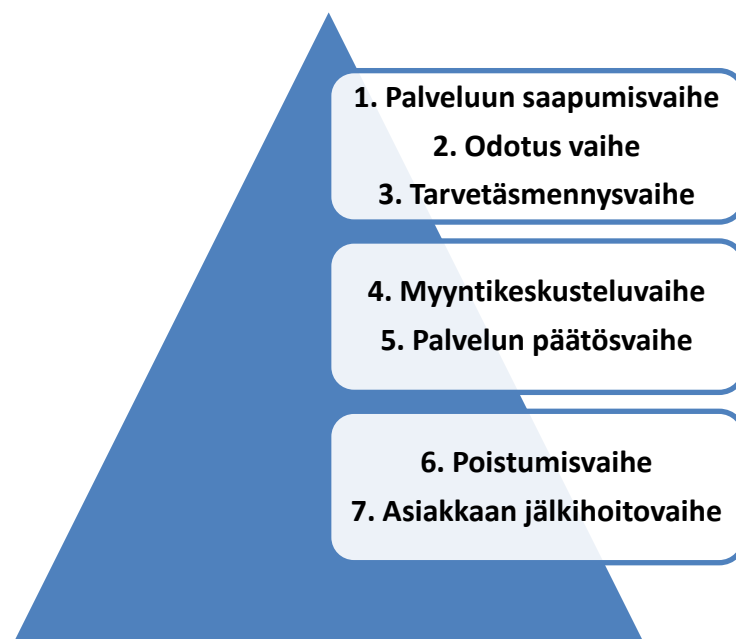 1. Palveluun saapumisvaihe
2. Odotus vaihe
3. Tarvetäsmennysvaihe
4. Myyntikeskusteluvaihe
5. Palvelun päätösvaihe
6. Poistumisvaihe
7. Asiakkaan jälkihoitovaihe